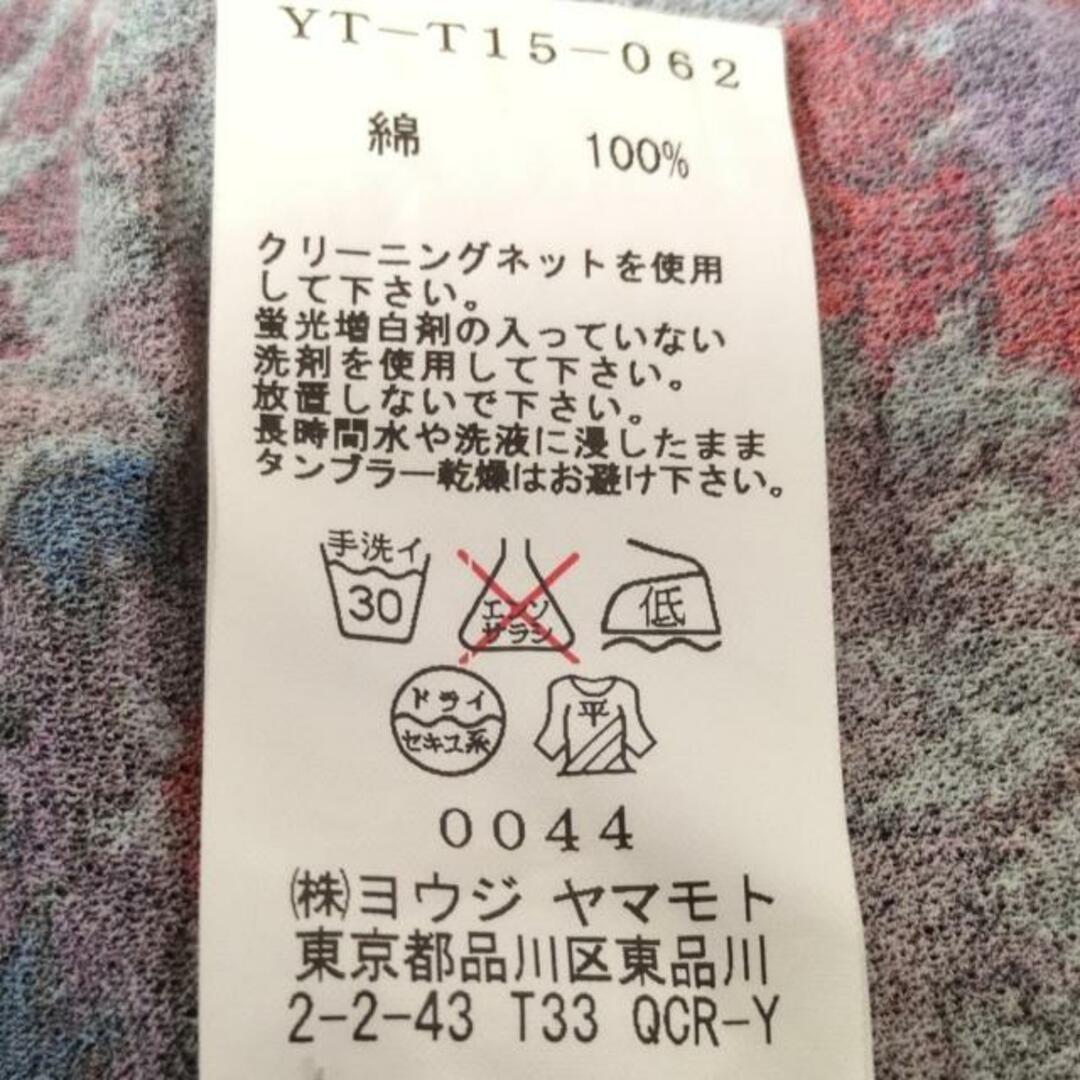 YT-T15-062
綿 100%
クリーニングネットを使用
して下さい。
蛍光増白剤の入っていない
洗剤を使用して下さい。
放置しないで下さい。
長時間水や洗液に浸したまま
タンブラー乾燥はお避け下さい。
手洗イ
30
エンソ
サラシ
低
ドライ
セキユ系
平
0044
㈱ヨウジ ヤマモト
東京都品川区東品川
2-2-43 T33 QCR-Y